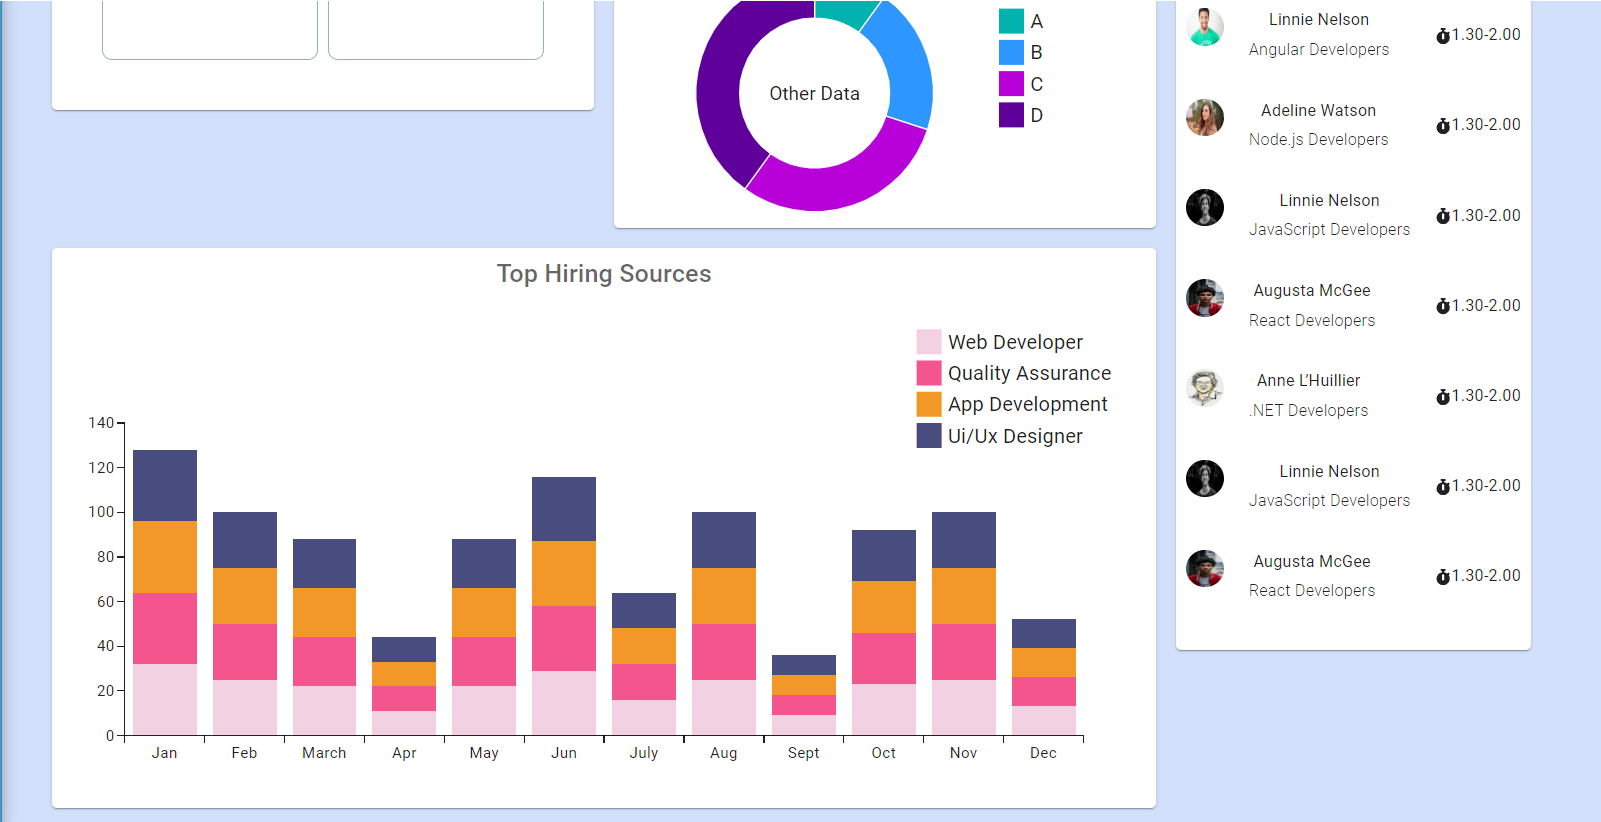 Other Data
A
B
C
D
Linnie Nelson
Angular Developers
1.30-2.00
Adeline Watson
Node.js Developers
1.30-2.00
Linnie Nelson
JavaScript Developers
1.30-2.00
Augusta McGee
React Developers
1.30-2.00
Anne L’Huillier
.NET Developers
1.30-2.00
Linnie Nelson
JavaScript Developers
1.30-2.00
Augusta McGee
React Developers
1.30-2.00
Top Hiring Sources
Web Developer
Quality Assurance
App Development
Ui/Ux Designer
140
120
100
80
60
40
20
0
Jan Feb March Apr May Jun July Aug Sept Oct Nov Dec